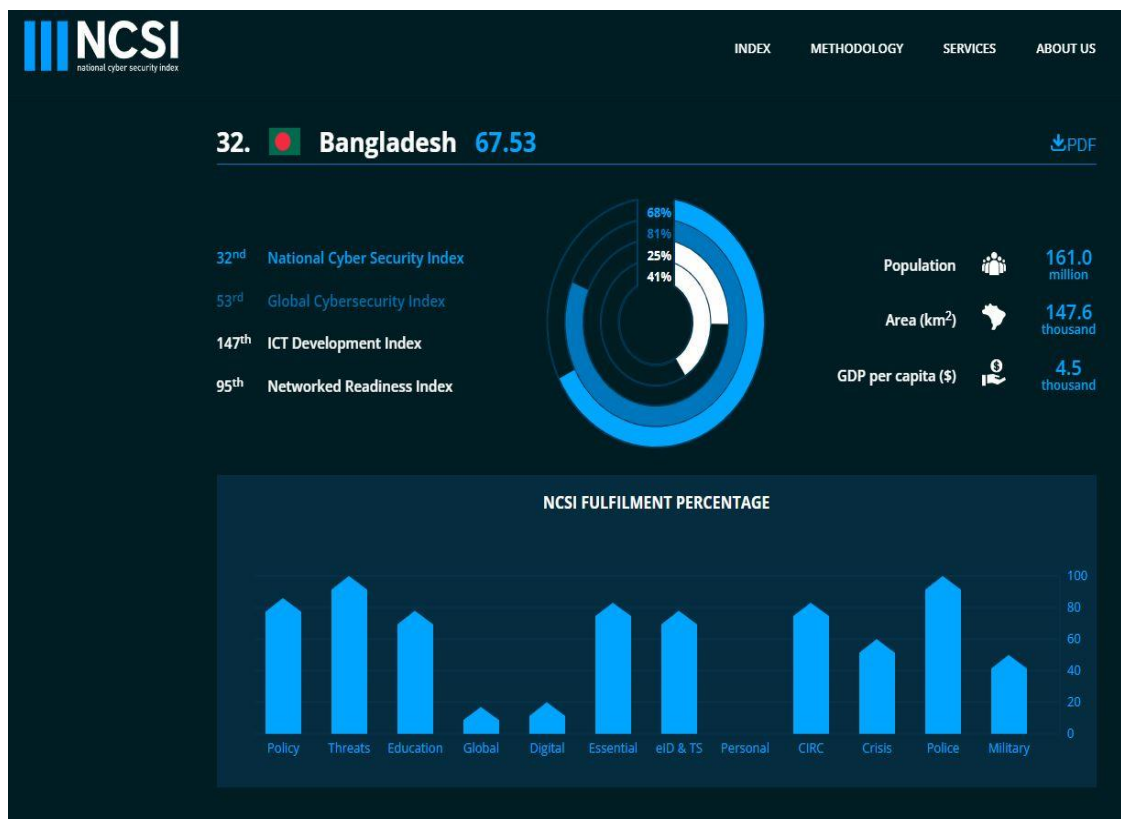 NCSI
national cyber security index
INDEX METHODOLOGY SERVICES ABOUT US
32. Bangladesh 67.53
PDF
32nd National Cyber Security Index
53rd Global Cybersecurity Index
147th ICT Development Index
95th Networked Readiness Index
68%
81%
25%
41%
Population 161.0 million
Area (km2) 147.6 thousand
GDP per capita ($) $ 4.5 thousand
NCSI FULFILMENT PERCENTAGE
100
80
60
40
20
0
Policy Threats Education Global Digital Essential eID & TS Personal CIRC Crisis Police Military